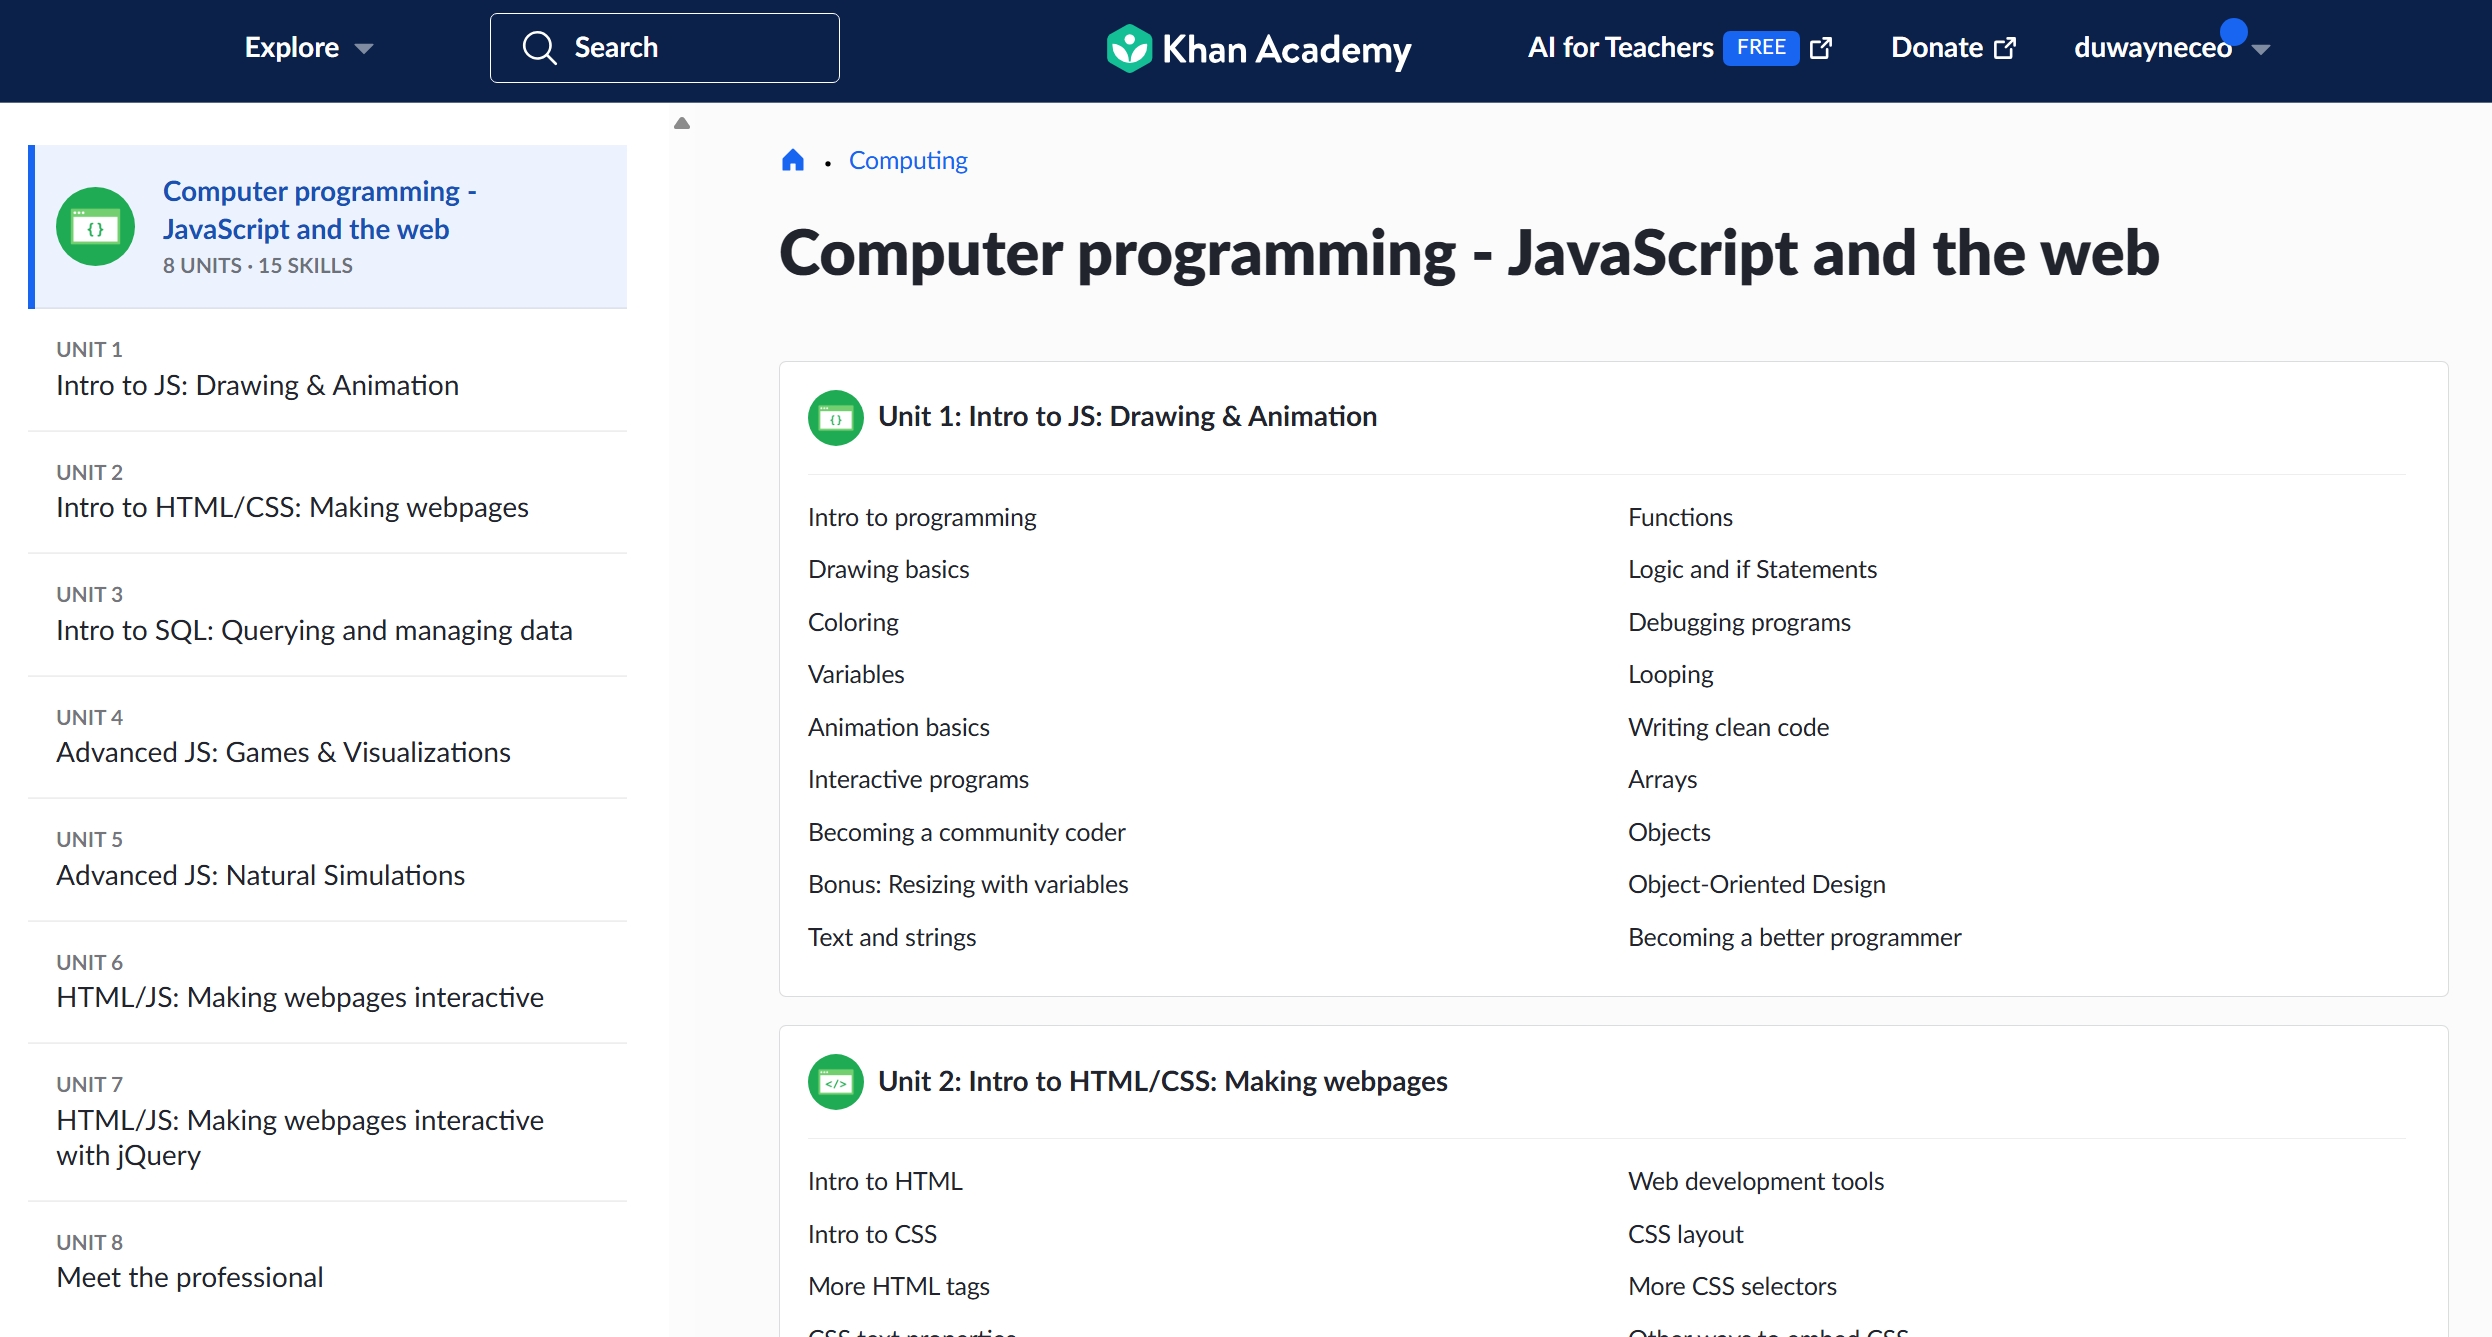 Explore
Search
Khan Academy
AI for Teachers FREE
Donate
duwayneceo
Computer programming -
JavaScript and the web
8 UNITS · 15 SKILLS
UNIT 1
Intro to JS: Drawing & Animation
UNIT 2
Intro to HTML/CSS: Making webpages
UNIT 3
Intro to SQL: Querying and managing data
UNIT 4
Advanced JS: Games & Visualizations
UNIT 5
Advanced JS: Natural Simulations
UNIT 6
HTML/JS: Making webpages interactive
UNIT 7
HTML/JS: Making webpages interactive
with jQuery
UNIT 8
Meet the professional
Computing
Computer programming - JavaScript and the web
Unit 1: Intro to JS: Drawing & Animation
Intro to programming
Drawing basics
Coloring
Variables
Animation basics
Interactive programs
Becoming a community coder
Bonus: Resizing with variables
Text and strings
Functions
Logic and if Statements
Debugging programs
Looping
Writing clean code
Arrays
Objects
Object-Oriented Design
Becoming a better programmer
Unit 2: Intro to HTML/CSS: Making webpages
Intro to HTML
Intro to CSS
More HTML tags
CSS text properties
Web development tools
CSS layout
More CSS selectors
Other ways to embed CSS